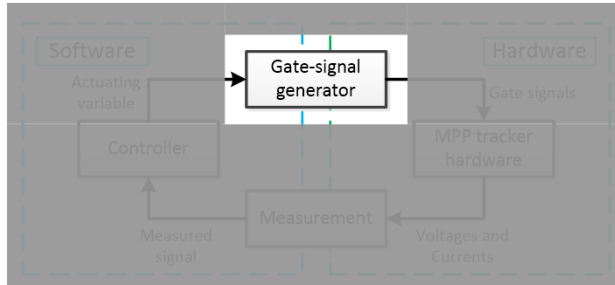 Software
Hardware
Actuating
variable
Gate-signal
generator
Gate signals
Controller
MPP tracker
hardware
Measurement
Measured
signal
Voltages and
Currents